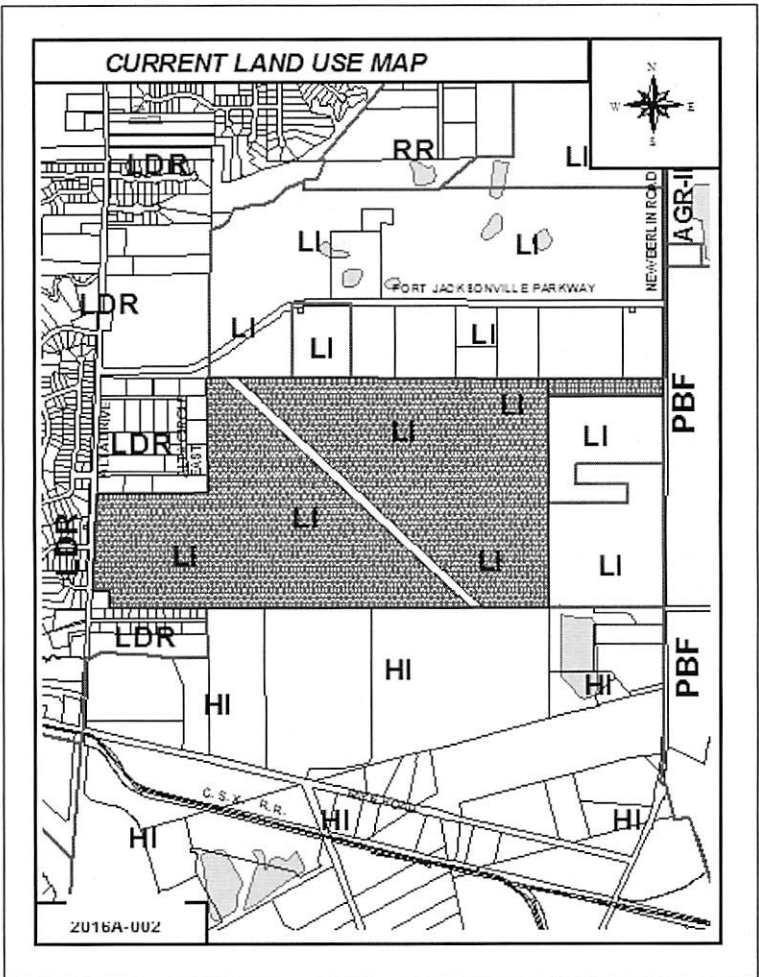 CURRENT LAND USE MAP
N
W E
S
LDR
RR
LI
NEW BERLIN ROAD
AGR-II
LI
LI
PORT JACKSONVILLE PARKWAY
LDR
LI
LI
LI
PBF
LI
LI
LI
LDR
EAST
LI
LDR
LI
LI
LI
LDR
HI
HI
HI
PBF
C.S.X. R.R.
HI
HI
HI
2016A-002